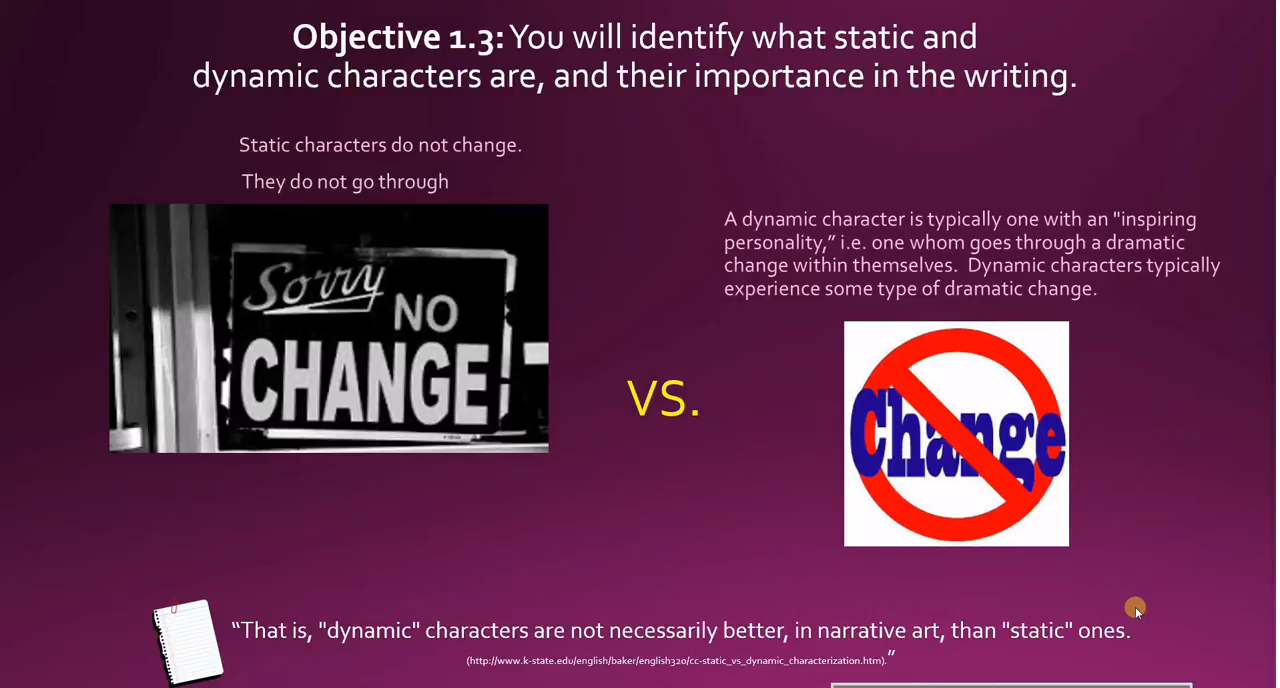 Objective 1.3: You will identify what static and
dynamic characters are, and their importance in the writing.
Static characters do not change.
They do not go through
Sorry
NO
CHANGE
A dynamic character is typically one with an "inspiring
personality,” i.e. one whom goes through a dramatic
change within themselves.  Dynamic characters typically
experience some type of dramatic change.
VS.
Change
“That is, "dynamic" characters are not necessarily better, in narrative art, than "static" ones.
(http://www.k-state.edu/english/baker/english320/cc-static_vs_dynamic_characterization.htm).”